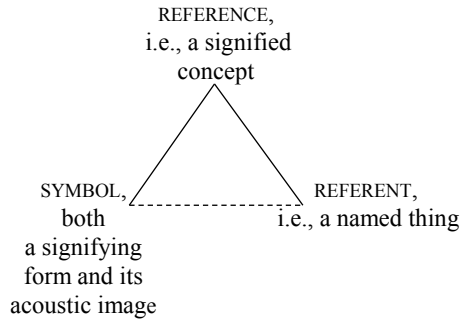 REFERENCE,
i.e., a signified
concept
SYMBOL,
both
a signifying
form and its
acoustic image
REFERENT,
i.e., a named thing